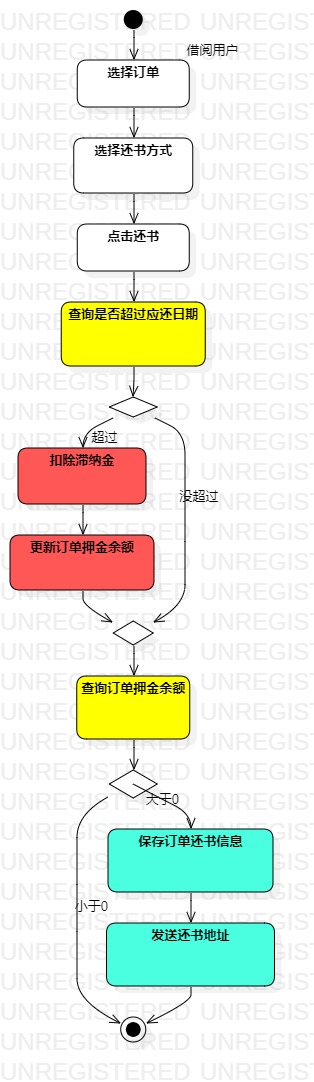 借阅用户
选择订单
选择还书方式
点击还书
查询是否超过应还日期
超过
扣除滞纳金
没超过
更新订单押金余额
查询订单押金余额
大于0
保存订单还书信息
小于0
发送还书地址